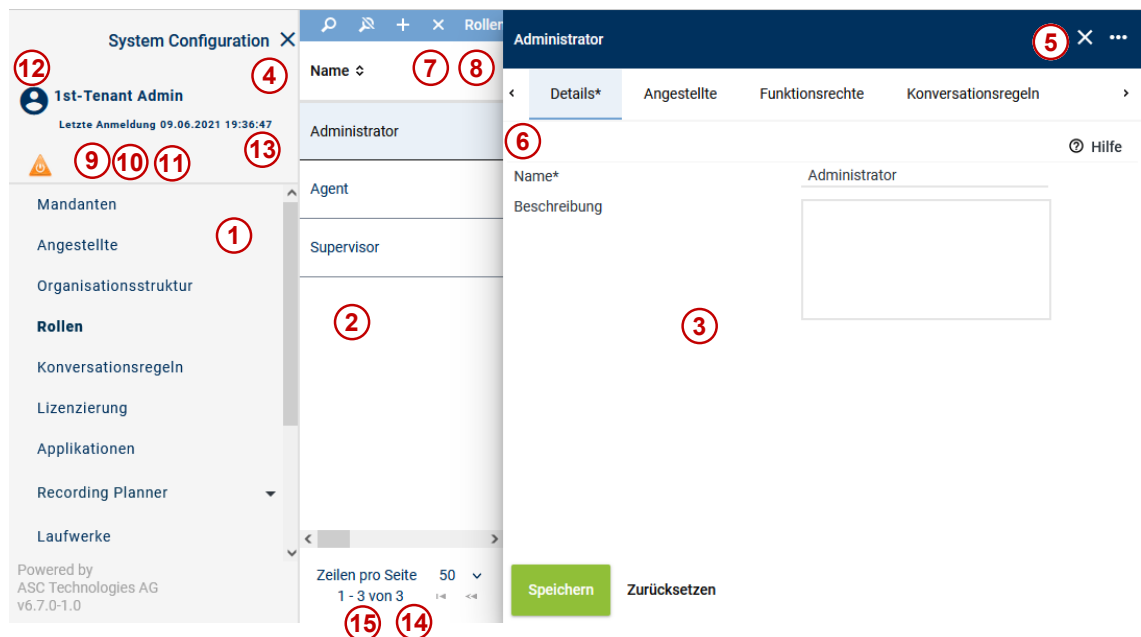 System Configuration
12
4
1st-Tenant Admin
Letzte Anmeldung 09.06.2021 19:36:47
9
10
11
13
Mandanten
Angestellte
1
Organisationsstruktur
Rollen
Konversationsregeln
Lizenzierung
Applikationen
Recording Planner
Laufwerke
Powered by
ASC Technologies AG
v6.7.0-1.0
Rollen
Name
7
8
Administrator
Agent
Supervisor
2
Zeilen pro Seite 50
1 - 3 von 3
15
14
Administrator
5
Details* Angestellte Funktionsrechte Konversationsregeln
6
Hilfe
Name* Administrator
Beschreibung
3
Speichern Zurücksetzen